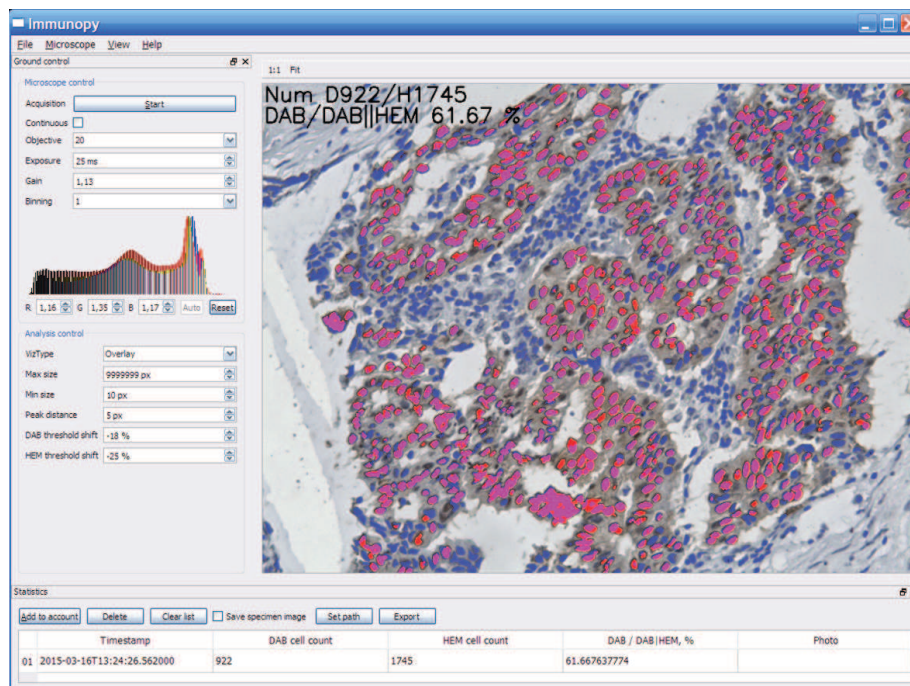 Immunopy
File Microscope View Help
Ground control
1:1 Fit
Microscope control
Acquisition Start
Continuous
Objective 20
Exposure 25 ms
Gain 1,13
Binning 1
R 1,16 G 1,35 B 1,17 Auto Reset
Analysis control
VizType Overlay
Max size 9999999 px
Min size 10 px
Peak distance 5 px
DAB threshold shift -18 %
HEM threshold shift -25 %
Num D922/H1745
DAB/DAB||HEM 61.67 %
Statistics
Add to account Delete Clear list Save specimen image Set path Export
Timestamp DAB cell count HEM cell count DAB / DAB|HEM, % Photo
01 2015-03-16T13:24:26.562000 922 1745 61.667637774